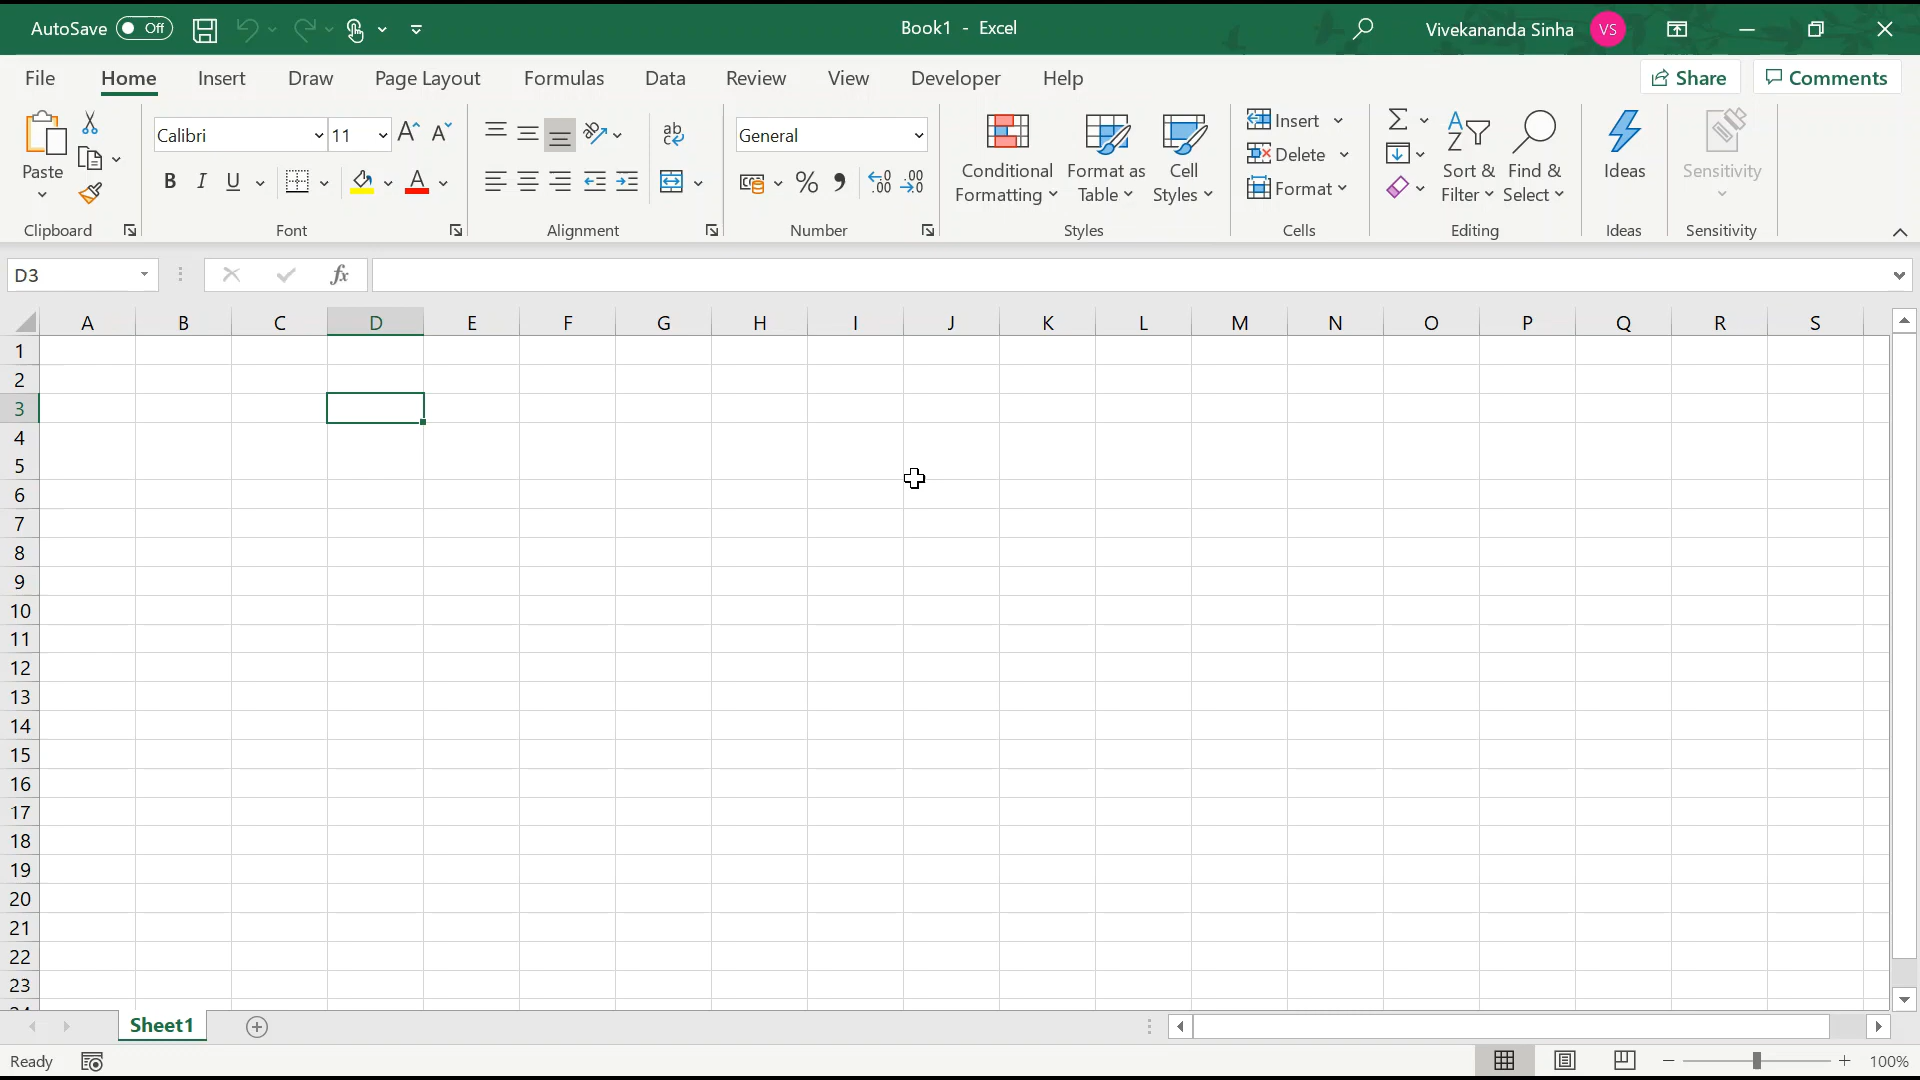 AutoSave Off Book1 - Excel Vivekananda Sinha VS
File Home Insert Draw Page Layout Formulas Data Review View Developer Help Share Comments
Paste
Clipboard
Calibri 11
B I U A
Font
ab
Alignment
General
% .00
Number
Conditional Formatting
Format as Table
Cell Styles
Styles
Insert
Delete
Format
Cells
Sort & Filter
Find & Select
Editing
Ideas
Ideas
Sensitivity
Sensitivity
D3 fx
A B C D E F G H I J K L M N O P Q R S
1
2
3
4
5
6
7
8
9
10
11
12
13
14
15
16
17
18
19
20
21
22
23
Sheet1
Ready 100%